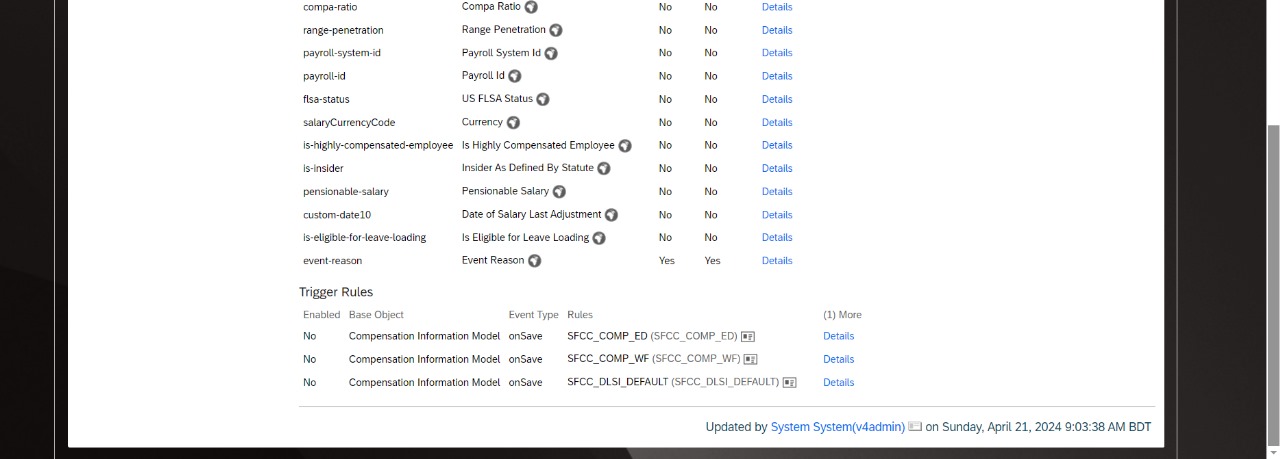 compa-ratio Compa Ratio No No Details
range-penetration Range Penetration No No Details
payroll-system-id Payroll System Id No No Details
payroll-id Payroll Id No No Details
flsa-status US FLSA Status No No Details
salaryCurrencyCode Currency No No Details
is-highly-compensated-employee Is Highly Compensated Employee No No Details
is-insider Insider As Defined By Statute No No Details
pensionable-salary Pensionable Salary No No Details
custom-date10 Date of Salary Last Adjustment No No Details
is-eligible-for-leave-loading Is Eligible for Leave Loading No No Details
event-reason Event Reason Yes Yes Details
Trigger Rules
Enabled Base Object Event Type Rules (1) More
No Compensation Information Model onSave SFCC_COMP_ED (SFCC_COMP_ED) Details
No Compensation Information Model onSave SFCC_COMP_WF (SFCC_COMP_WF) Details
No Compensation Information Model onSave SFCC_DLSI_DEFAULT (SFCC_DLSI_DEFAULT) Details
Updated by System System(v4admin) on Sunday, April 21, 2024 9:03:38 AM BDT